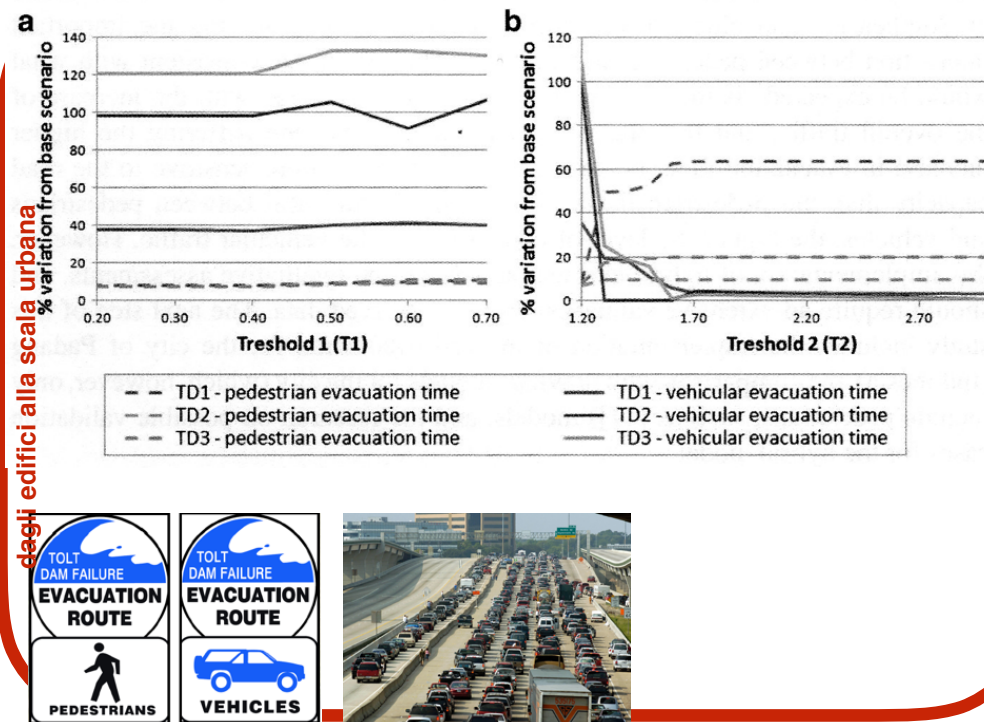 a
% variation from base scenario
140
120
100
80
60
40
20
0
0.20 0.30 0.40 0.50 0.60 0.70
Treshold 1 (T1)
b
% variation from base scenario
120
100
80
60
40
20
0
1.20 1.70 2.20 2.70
Treshold 2 (T2)
TD1 - pedestrian evacuation time
TD2 - pedestrian evacuation time
TD3 - pedestrian evacuation time
TD1 - vehicular evacuation time
TD2 - vehicular evacuation time
TD3 - vehicular evacuation time
dagli edifici alla scala urbana
TOLT
DAM FAILURE
EVACUATION
ROUTE
PEDESTRIANS
TOLT
DAM FAILURE
EVACUATION
ROUTE
VEHICLES